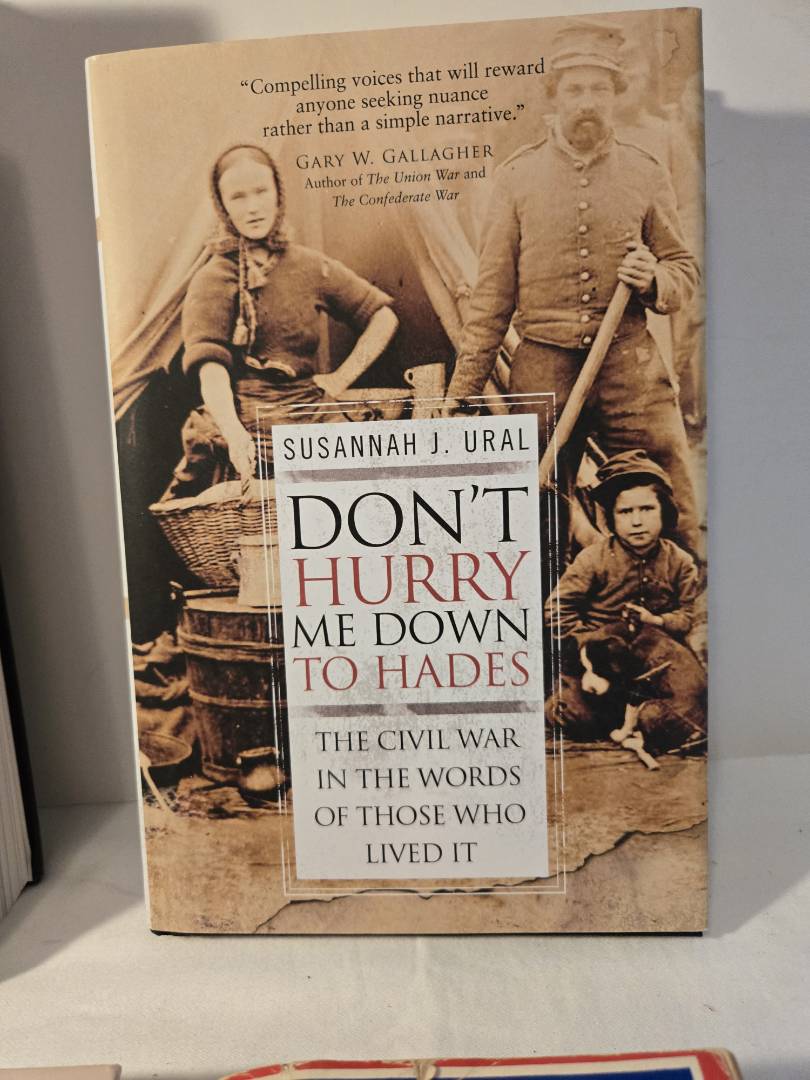 “Compelling voices that will reward
anyone seeking nuance
rather than a simple narrative.”
GARY W. GALLAGHER
Author of The Union War and
The Confederate War
SUSANNAH J. URAL
DON'T
HURRY
ME DOWN
TO HADES
THE CIVIL WAR
IN THE WORDS
OF THOSE WHO
LIVED IT